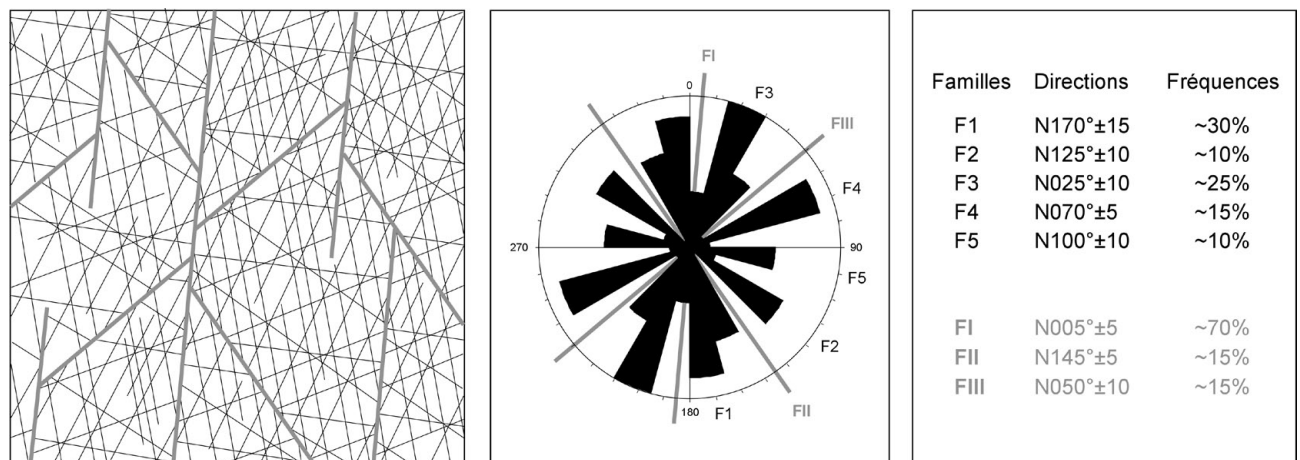 0
FI
F3
FIII
F4
270
90
F5
F2
180
F1
FII
Familles Directions Fréquences
F1 N170°±15 ~30%
F2 N125°±10 ~10%
F3 N025°±10 ~25%
F4 N070°±5 ~15%
F5 N100°±10 ~10%
FI N005°±5 ~70%
FII N145°±5 ~15%
FIII N050°±10 ~15%